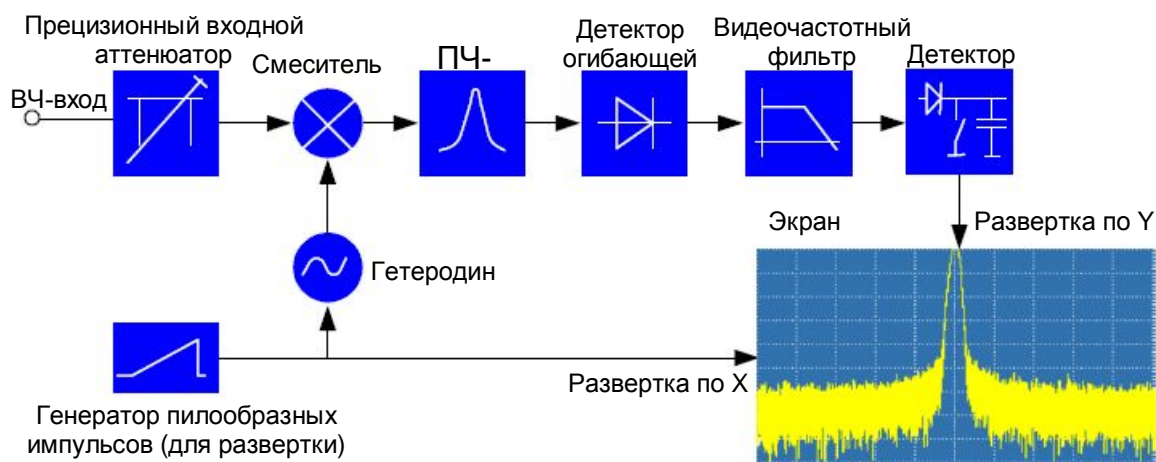 Прецизионный входной
аттенюатор
ВЧ-вход
Смеситель
ПЧ-
Детектор
огибающей
Видеочастотный
фильтр
Детектор
Гетеродин
Экран
Развертка по Y
Развертка по X
Генератор пилообразных
импульсов (для развертки)